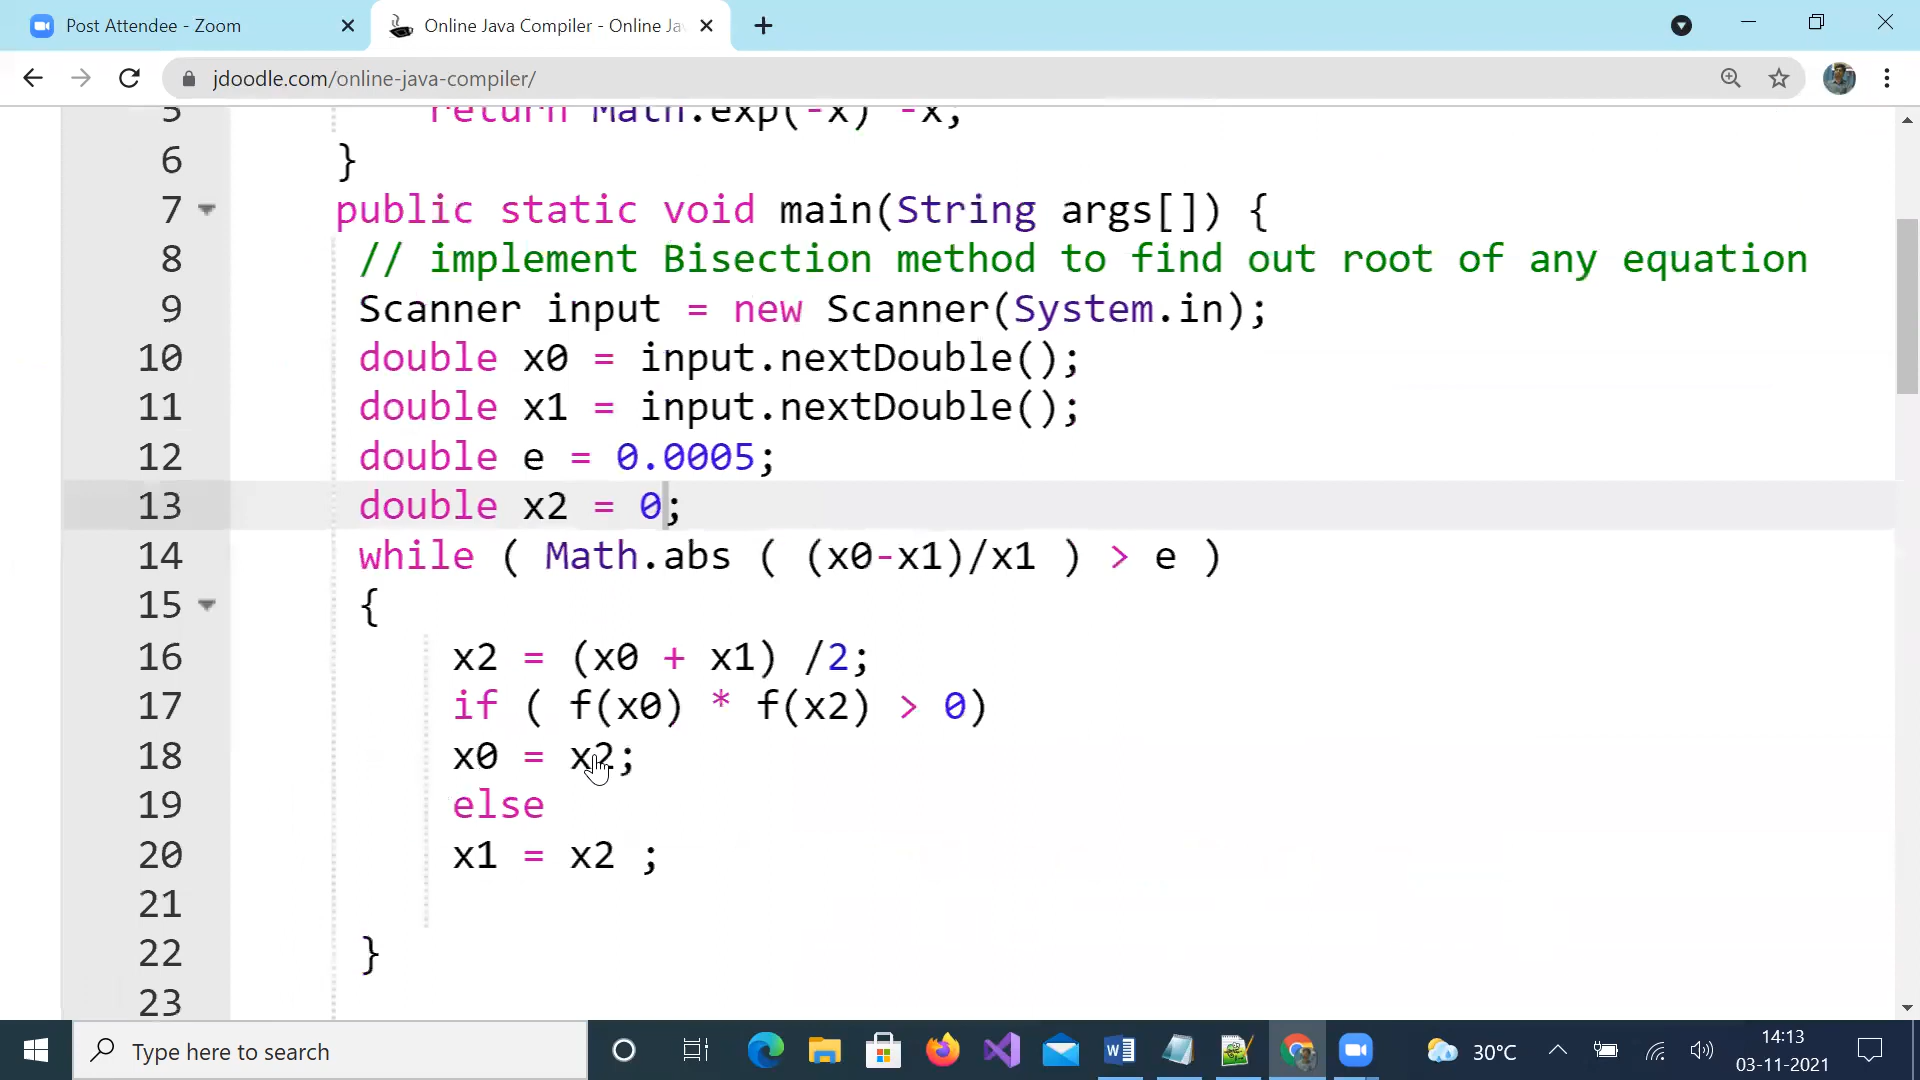 Post Attendee - Zoom
Online Java Compiler - Online Ja
jdoodle.com/online-java-compiler/
5 return Math.exp(-x) -x;
6 }
7 public static void main(String args[]) {
8 // implement Bisection method to find out root of any equation
9 Scanner input = new Scanner(System.in);
10 double x0 = input.nextDouble();
11 double x1 = input.nextDouble();
12 double e = 0.0005;
13 double x2 = 0;
14 while ( Math.abs ( (x0-x1)/x1 ) > e )
15 {
16 x2 = (x0 + x1) /2;
17 if ( f(x0) * f(x2) > 0)
18 x0 = x2;
19 else
20 x1 = x2 ;
21
22 }
23
Type here to search
30°C
14:13
03-11-2021